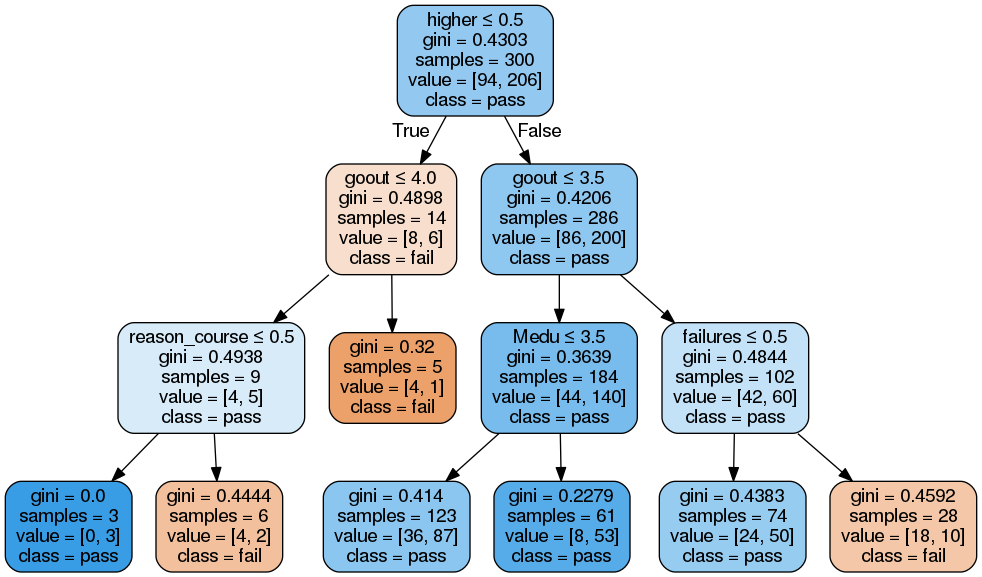 higher ≤ 0.5
gini = 0.4303
samples = 300
value = [94, 206]
class = pass
True
False
goout ≤ 4.0
gini = 0.4898
samples = 14
value = [8, 6]
class = fail
goout ≤ 3.5
gini = 0.4206
samples = 286
value = [86, 200]
class = pass
reason_course ≤ 0.5
gini = 0.4938
samples = 9
value = [4, 5]
class = pass
gini = 0.32
samples = 5
value = [4, 1]
class = fail
Medu ≤ 3.5
gini = 0.3639
samples = 184
value = [44, 140]
class = pass
failures ≤ 0.5
gini = 0.4844
samples = 102
value = [42, 60]
class = pass
gini = 0.0
samples = 3
value = [0, 3]
class = pass
gini = 0.4444
samples = 6
value = [4, 2]
class = fail
gini = 0.414
samples = 123
value = [36, 87]
class = pass
gini = 0.2279
samples = 61
value = [8, 53]
class = pass
gini = 0.4383
samples = 74
value = [24, 50]
class = pass
gini = 0.4592
samples = 28
value = [18, 10]
class = fail